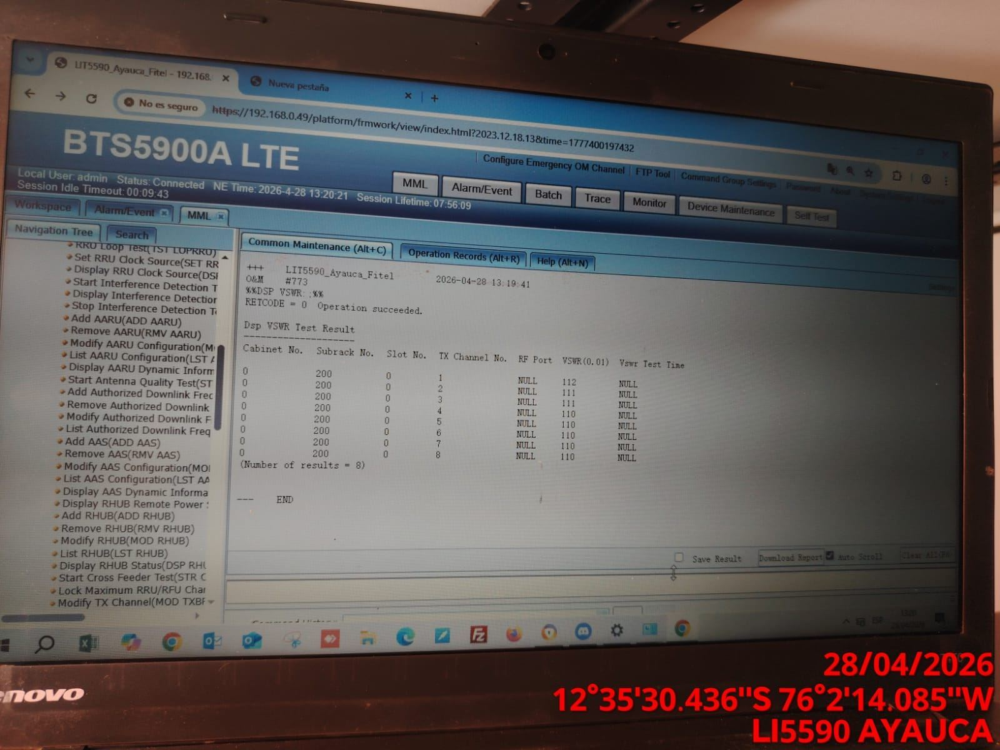 LIT5590_Ayauca_Fitel - 192.168.
Nueva pestaña
No es seguro https://192.168.0.49/platform/frmwork/view/index.html?2023.12.18.13&time=1777400197432
BTS5900A LTE
Configure Emergency OM Channel | FTP Tool | Command Group Settings | Password About
Local User: admin Status: Connected NE Time: 2026-4-28 13:20:21 Session Lifetime: 07:56:09
Session Idle Timeout: 00:09:43
MML Alarm/Event Batch Trace Monitor Device Maintenance Self Test
Workspace Alarm/Event MML
Navigation Tree Search
RRU Loop Test(TST LOPRRU)
Set RRU Clock Source(SET RR
Display RRU Clock Source(DSP
Start Interference Detection T
Display Interference Detection
Stop Interference Detection Te
Add AARU(ADD AARU)
Remove AARU(RMV AARU)
Modify AARU Configuration(M
List AARU Configuration(LST A
Display AARU Dynamic Inform
Start Antenna Quality Test(ST
Add Authorized Downlink Frec
Remove Authorized Downlink
Modify Authorized Downlink F
List Authorized Downlink Freq
Add AAS(ADD AAS)
Remove AAS(RMV AAS)
Modify AAS Configuration(MOI
List AAS Configuration(LST AA
Display AAS Dynamic Informa
Display RHUB Remote Power
Add RHUB(ADD RHUB)
Remove RHUB(RMV RHUB)
Modify RHUB(MOD RHUB)
List RHUB(LST RHUB)
Display RHUB Status(DSP RHU
Start Cross Feeder Test(STR C
Lock Maximum RRU/RFU Char
Modify TX Channel(MOD TXBF
Common Maintenance (Alt+C) Operation Records (Alt+R) Help (Alt+N)
+++ LIT5590_Ayauca_Fitel 2026-04-28 13:19:41
O&M #773
%%DSP VSWR: ;%%
RETCODE = 0 Operation succeeded.
Dsp VSWR Test Result
--------------------
Cabinet No. Subrack No. Slot No. TX Channel No. RF Port VSWR(0.01) Vswr Test Time
0 200 0 1 NULL 112 NULL
0 200 0 2 NULL 111 NULL
0 200 0 3 NULL 111 NULL
0 200 0 4 NULL 110 NULL
0 200 0 5 NULL 110 NULL
0 200 0 6 NULL 110 NULL
0 200 0 7 NULL 110 NULL
0 200 0 8 NULL 110 NULL
(Number of results = 8)
--- END
Save Result Download Report Auto Scroll Clear All(F8)
ESP
28/04/2026
12°35'30.436"S 76°2'14.085"W
LI5590 AYAUCA